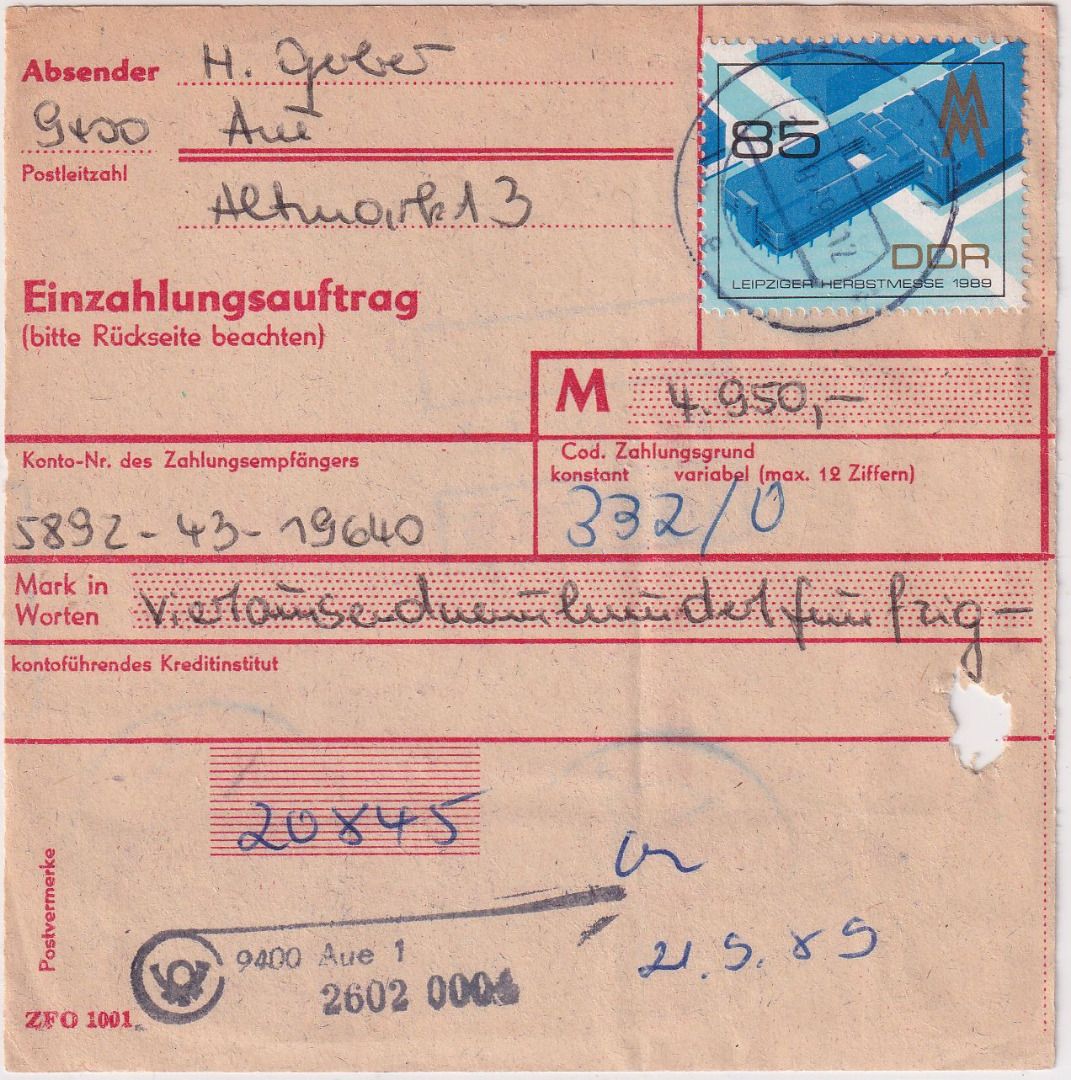 Absender H. Gober
9400 Aue
Postleitzahl
Altmarkt 13
85
DDR
LEIPZIGER HERBSTMESSE 1989
Einzahlungsauftrag
(bitte Rückseite beachten)
M 4.950,—
Konto-Nr. des Zahlungsempfängers
5892-43-19640
Cod. Zahlungsgrund
konstant variabel (max. 12 Ziffern)
332/0
Mark in
Worten
viertausendneunhundertfünfzig —
kontoführendes Kreditinstitut
20845
Postvermerke
9400 Aue 1
2602 0004
21.9.89
ZFO 1001